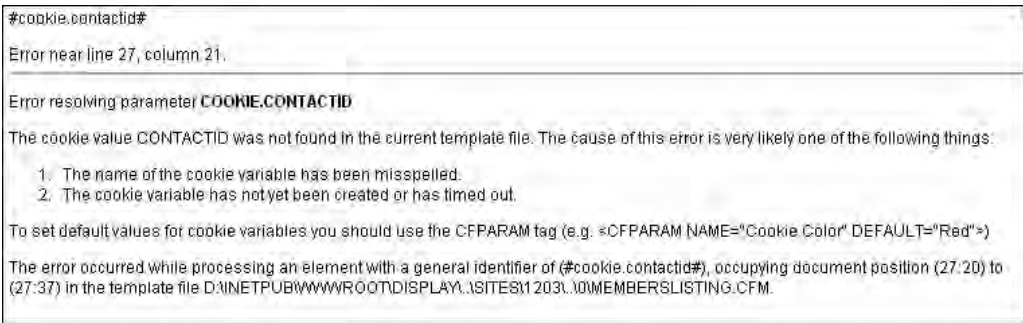 #cookie.contactid#
Error near line 27, column 21.
Error resolving parameter COOKIE.CONTACTID
The cookie value CONTACTID was not found in the current template file. The cause of this error is very likely one of the following things:
1. The name of the cookie variable has been misspelled.
2. The cookie variable has not yet been created or has timed out.
To set default values for cookie variables you should use the CFPARAM tag (e.g. <CFPARAM NAME="Cookie.Color" DEFAULT="Red">)
The error occurred while processing an element with a general identifier of (#cookie.contactid#), occupying document position (27:20) to
(27:37) in the template file D:\INETPUB\WWWROOT\DISPLAY\..\SITES\1203\..\0\MEMBERSLISTING.CFM.